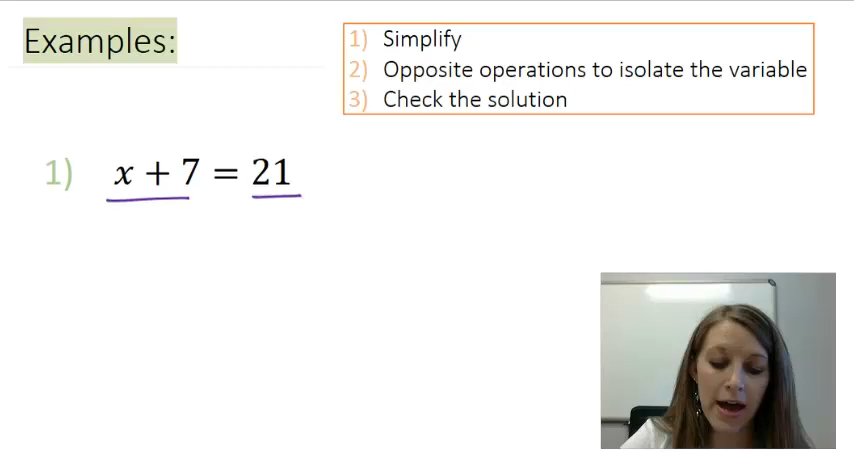 Examples:
1) Simplify
2) Opposite operations to isolate the variable
3) Check the solution
1) x + 7 = 21